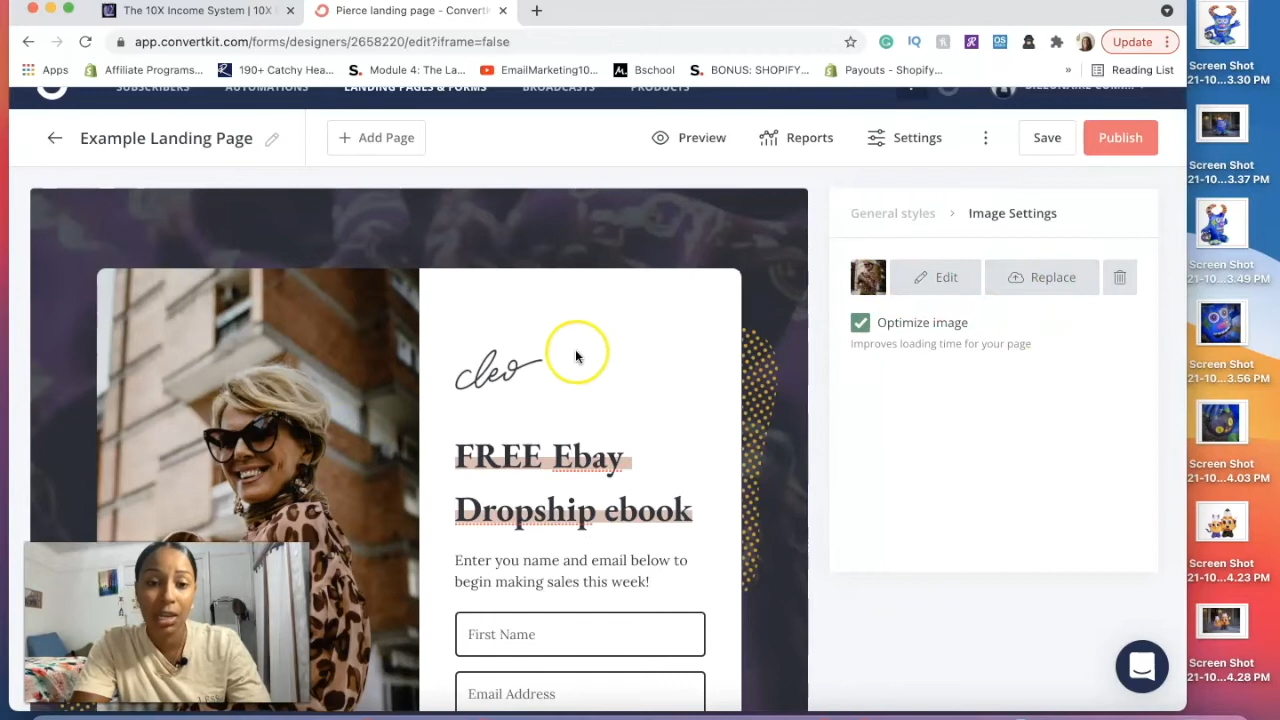 The 10X Income System | 10X
Pierce landing page - ConvertK
app.convertkit.com/forms/designers/2658220/edit?iframe=false
Update
Apps
Affiliate Programs...
190+ Catchy Hea...
Module 4: The La...
EmailMarketing10...
Bschool
BONUS: SHOPIFY...
Payouts - Shopify...
»
Reading List
SUBSCRIBERS
AUTOMATIONS
LANDING PAGES & FORMS
BROADCASTS
PRODUCTS
Example Landing Page
+ Add Page
Preview
Reports
Settings
Save
Publish
General styles > Image Settings
Edit
Replace
Optimize image
Improves loading time for your page
cleo
FREE Ebay
Dropship ebook
Enter you name and email below to
begin making sales this week!
First Name
Email Address
Screen Shot
21-10...3.30 PM
Screen Shot
21-10...3.37 PM
Screen Shot
21-10...3.49 PM
Screen Shot
21-10...3.56 PM
Screen Shot
21-10...4.03 PM
Screen Shot
21-10...4.23 PM
Screen Shot
21-10...4.28 PM